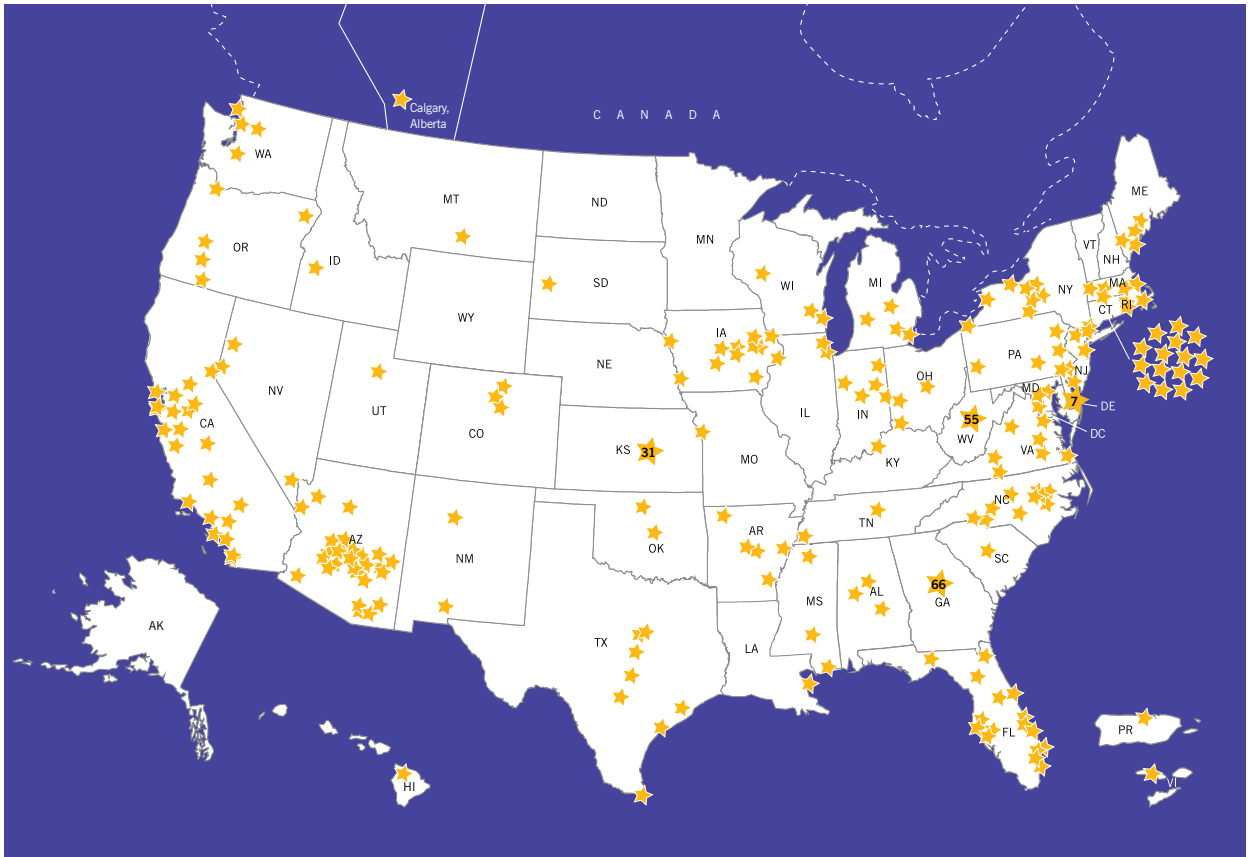 Calgary,
Alberta
C A N A D A
WA
MT
ND
MN
ME
OR
ID
SD
WI
MI
VT
NH
NY
MA
CT
RI
WY
IA
NE
PA
NJ
NV
UT
CO
CA
KS
31
MO
IL
IN
OH
WV
55
MD
7
DE
DC
VA
KY
AZ
NM
OK
AR
TN
NC
SC
MS
AL
66
GA
TX
LA
FL
AK
HI
PR
VI